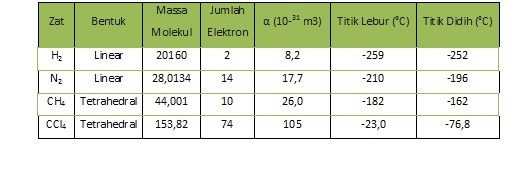 Zat Bentuk Massa Molekul Jumlah Elektron α (10-³¹ m3) Titik Lebur (°C) Titik Didih (°C)
H₂ Linear 20160 2 8,2 -259 -252
N₂ Linear 28,0134 14 17,7 -210 -196
CH₄ Tetrahedral 44,001 10 26,0 -182 -162
CCl₄ Tetrahedral 153,82 74 105 -23,0 -76,8